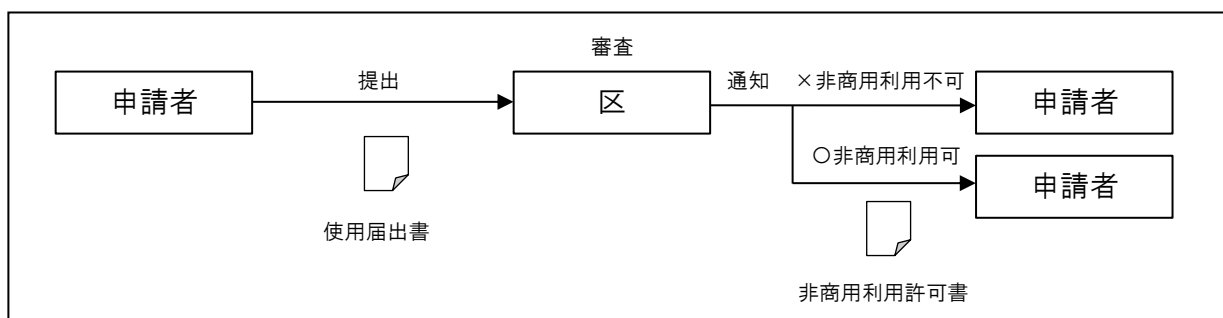 審査
申請者
提出
区
通知
×非商用利用不可
申請者
〇非商用利用可
申請者
使用届出書
非商用利用許可書